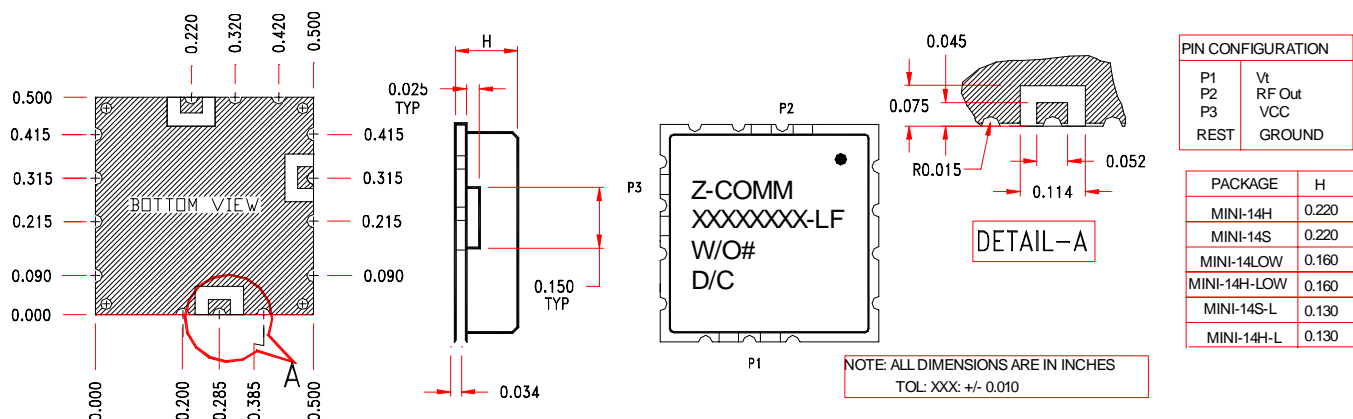 0.220
0.320
0.420
0.500
0.500
0.415
0.315
0.215
0.090
0.000
0.415
0.315
0.215
0.090
BOTTOM VIEW
A
0.000
0.200
0.285
0.385
0.500
H
0.025
TYP
0.150
TYP
0.034
P2
P3
Z-COMM
XXXXXXXXX-LF
W/O#
D/C
P1
0.045
0.075
R0.015
0.052
0.114
DETAIL-A
NOTE: ALL DIMENSIONS ARE IN INCHES
TOL: XXX: +/- 0.010
PIN CONFIGURATION
P1 Vt
P2 RF Out
P3 VCC
REST GROUND
PACKAGE H
MINI-14H 0.220
MINI-14S 0.220
MINI-14LOW 0.160
MINI-14H-LOW 0.160
MINI-14S-L 0.130
MINI-14H-L 0.130